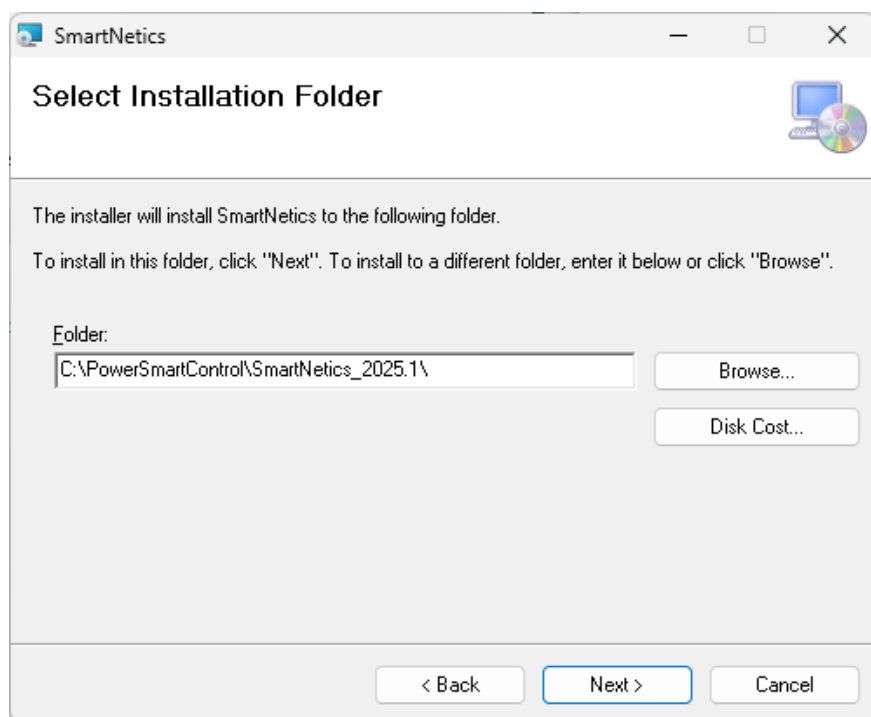 SmartNetics
Select Installation Folder
The installer will install SmartNetics to the following folder.
To install in this folder, click "Next". To install to a different folder, enter it below or click "Browse".
Folder:
C:\PowerSmartControl\SmartNetics_2025.1\
Browse...
Disk Cost...
< Back
Next >
Cancel